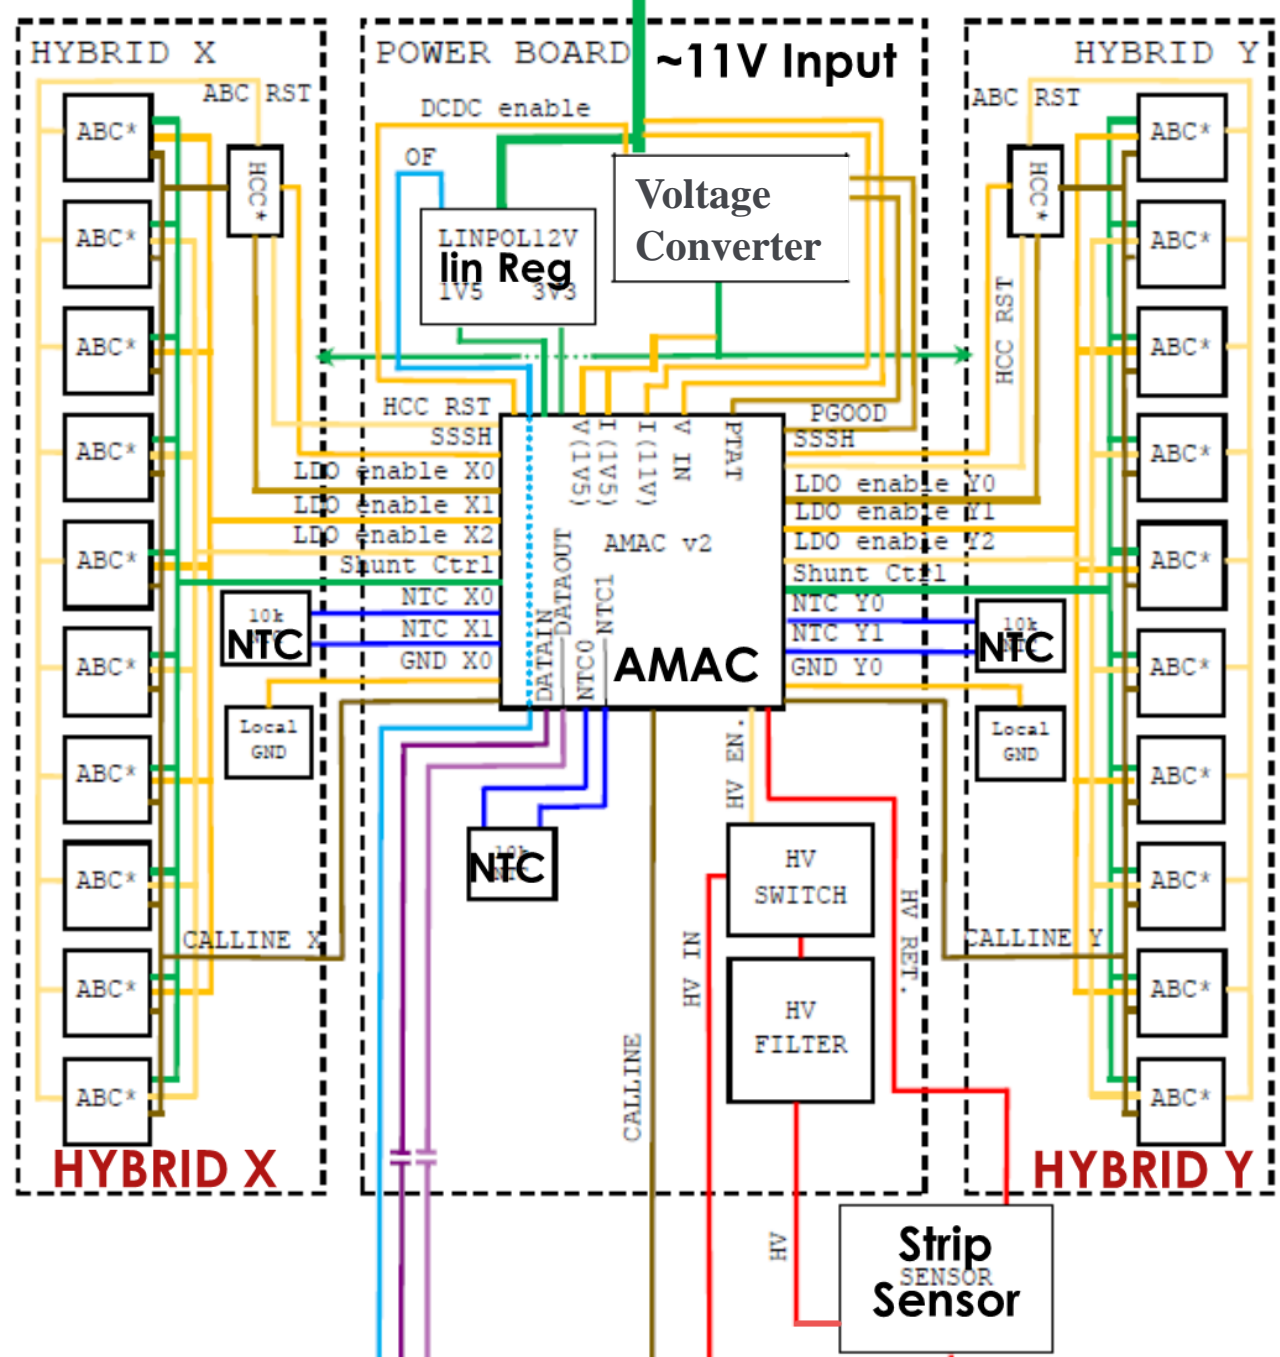 HYBRID X
POWER BOARD
~11V Input
HYBRID Y
ABC RST
DCDC enable
ABC RST
ABC*
ABC*
ABC*
ABC*
ABC*
ABC*
ABC*
ABC*
ABC*
ABC*
HCC*
OF
LINPOL12V
lin Reg
1V5 3V3
Voltage
Converter
HCC*
HCC RST
ABC*
ABC*
ABC*
ABC*
ABC*
ABC*
ABC*
ABC*
ABC*
ABC*
HCC RST
SSSH
LDO enable X0
LDO enable X1
LDO enable X2
Shunt Ctrl
NTC X0
NTC X1
GND X0
V(1V5)
I(1V5)
I(11V)
V IN
PTAT
AMAC v2
DATAIN
DATAOUT
NTC0
NTC1
AMAC
PGOOD
SSSH
LDO enable Y0
LDO enable Y1
LDO enable Y2
Shunt Ctrl
NTC Y0
NTC Y1
GND Y0
10k
NTC
Local
GND
10k
NTC
Local
GND
10k
NTC
HV EN.
HV
SWITCH
HV
FILTER
HV IN
HV RET.
CALLINE X
CALLINE
CALLINE Y
HYBRID X
HYBRID Y
HV
Strip
SENSOR
Sensor